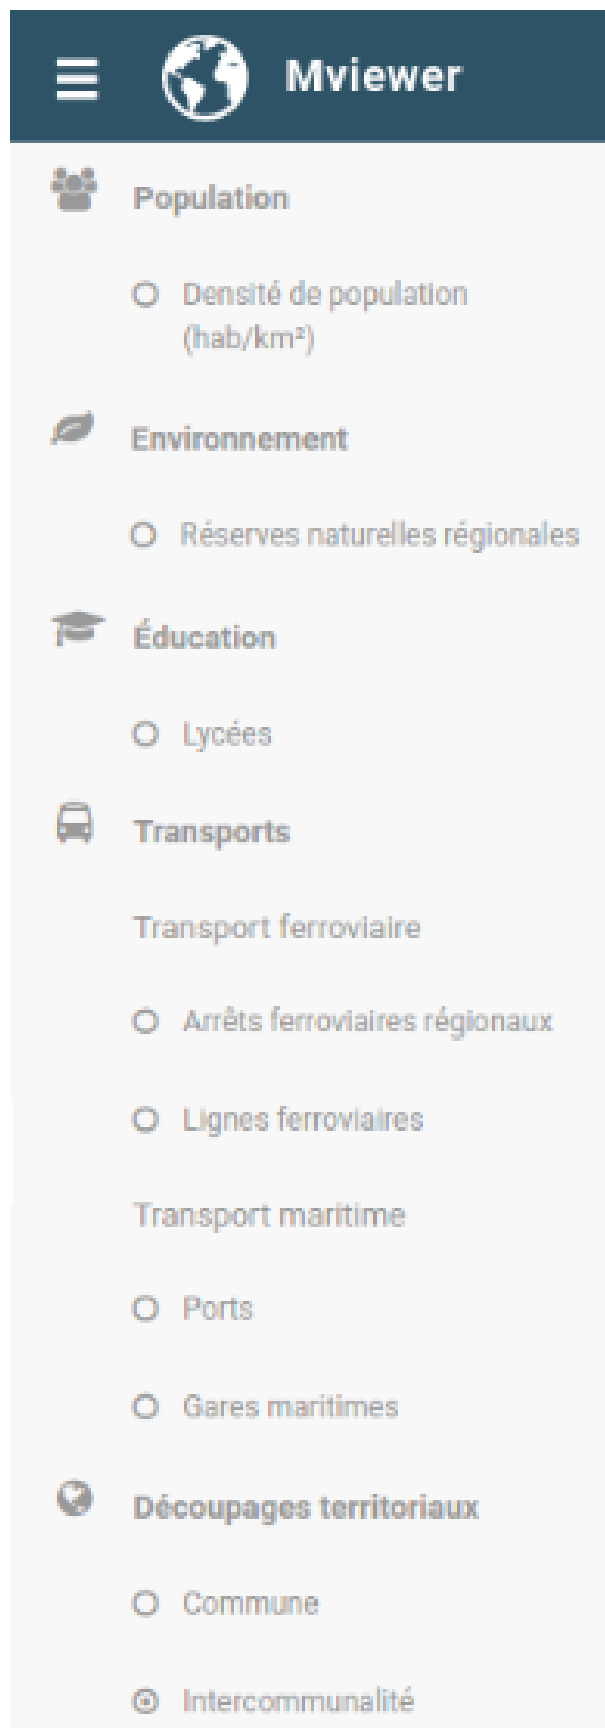 Mviewer
Population
Densité de population
(hab/km²)
Environnement
Réserves naturelles régionales
Éducation
Lycées
Transports
Transport ferroviaire
Arrêts ferroviaires régionaux
Lignes ferroviaires
Transport maritime
Ports
Gares maritimes
Découpages territoriaux
Commune
Intercommunalité